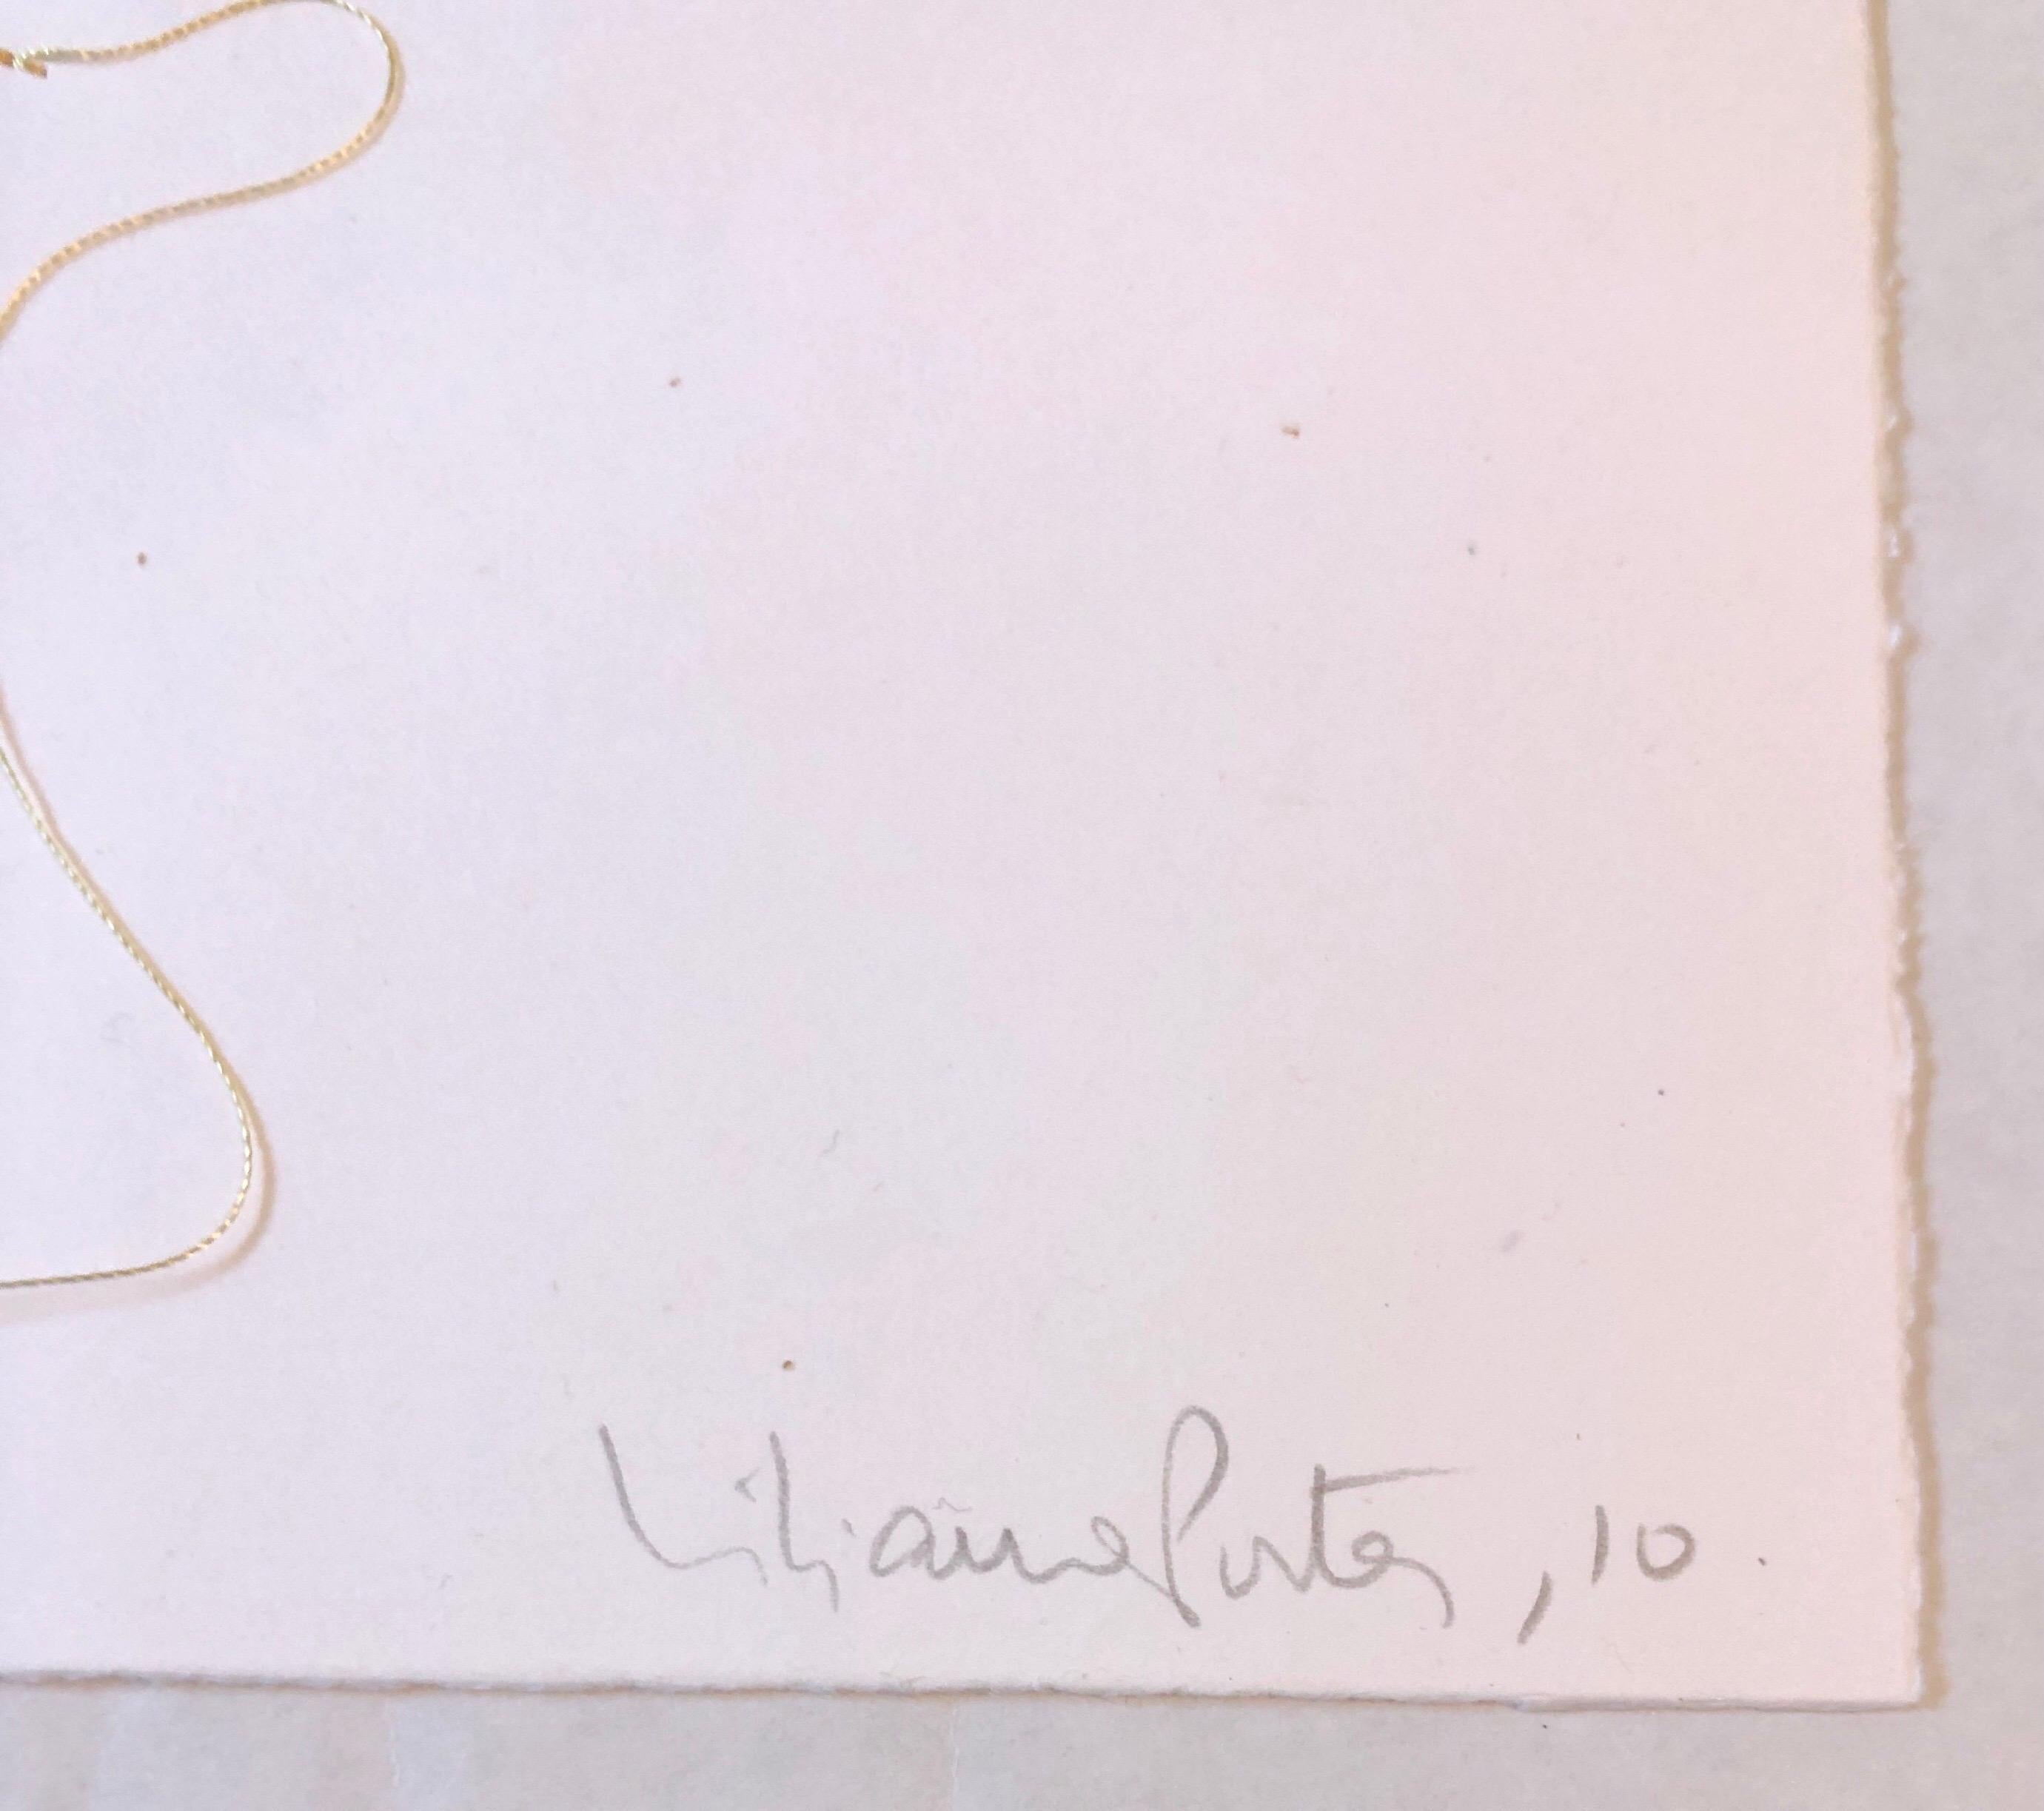 Liliana Porter, 10.